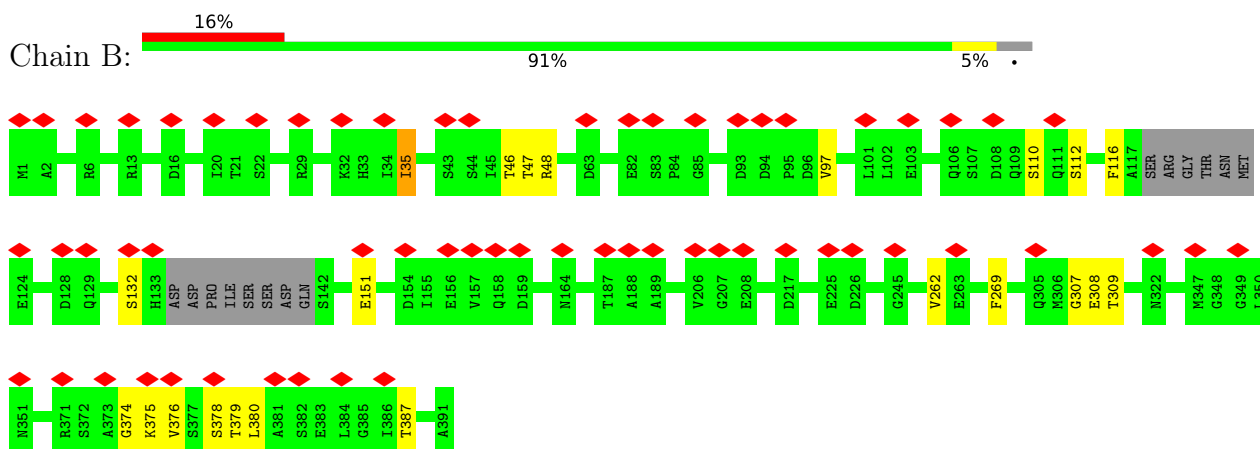 16%
Chain B:
91% 5% •
M1 A2 R6 R13 D16 I20 T21 S22 R29 K32 H33 I34 I35 S43 S44 I45 T46 T47 R48 D63 E82 S83 P84 G85 D93 D94 P95 D96 V97 L101 L102 E103 Q106 S107 D108 Q109 S110 Q111 S112 F116 A117 SER ARG GLY THR ASN MET
E124 D128 Q129 S132 H133 ASP ASP PRO ILE SER SER ASP GLN S142 E151 D154 I155 E156 V157 Q158 D159 N164 T187 A188 A189 V206 G207 E208 D217 E225 D226 G245 V262 E263 F269 Q305 M306 G307 E308 T309 N322 M347 G348 G349 L350
N351 R371 S372 A373 G374 K375 V376 S377 S378 T379 L380 A381 S382 E383 L384 G385 I386 T387 A391